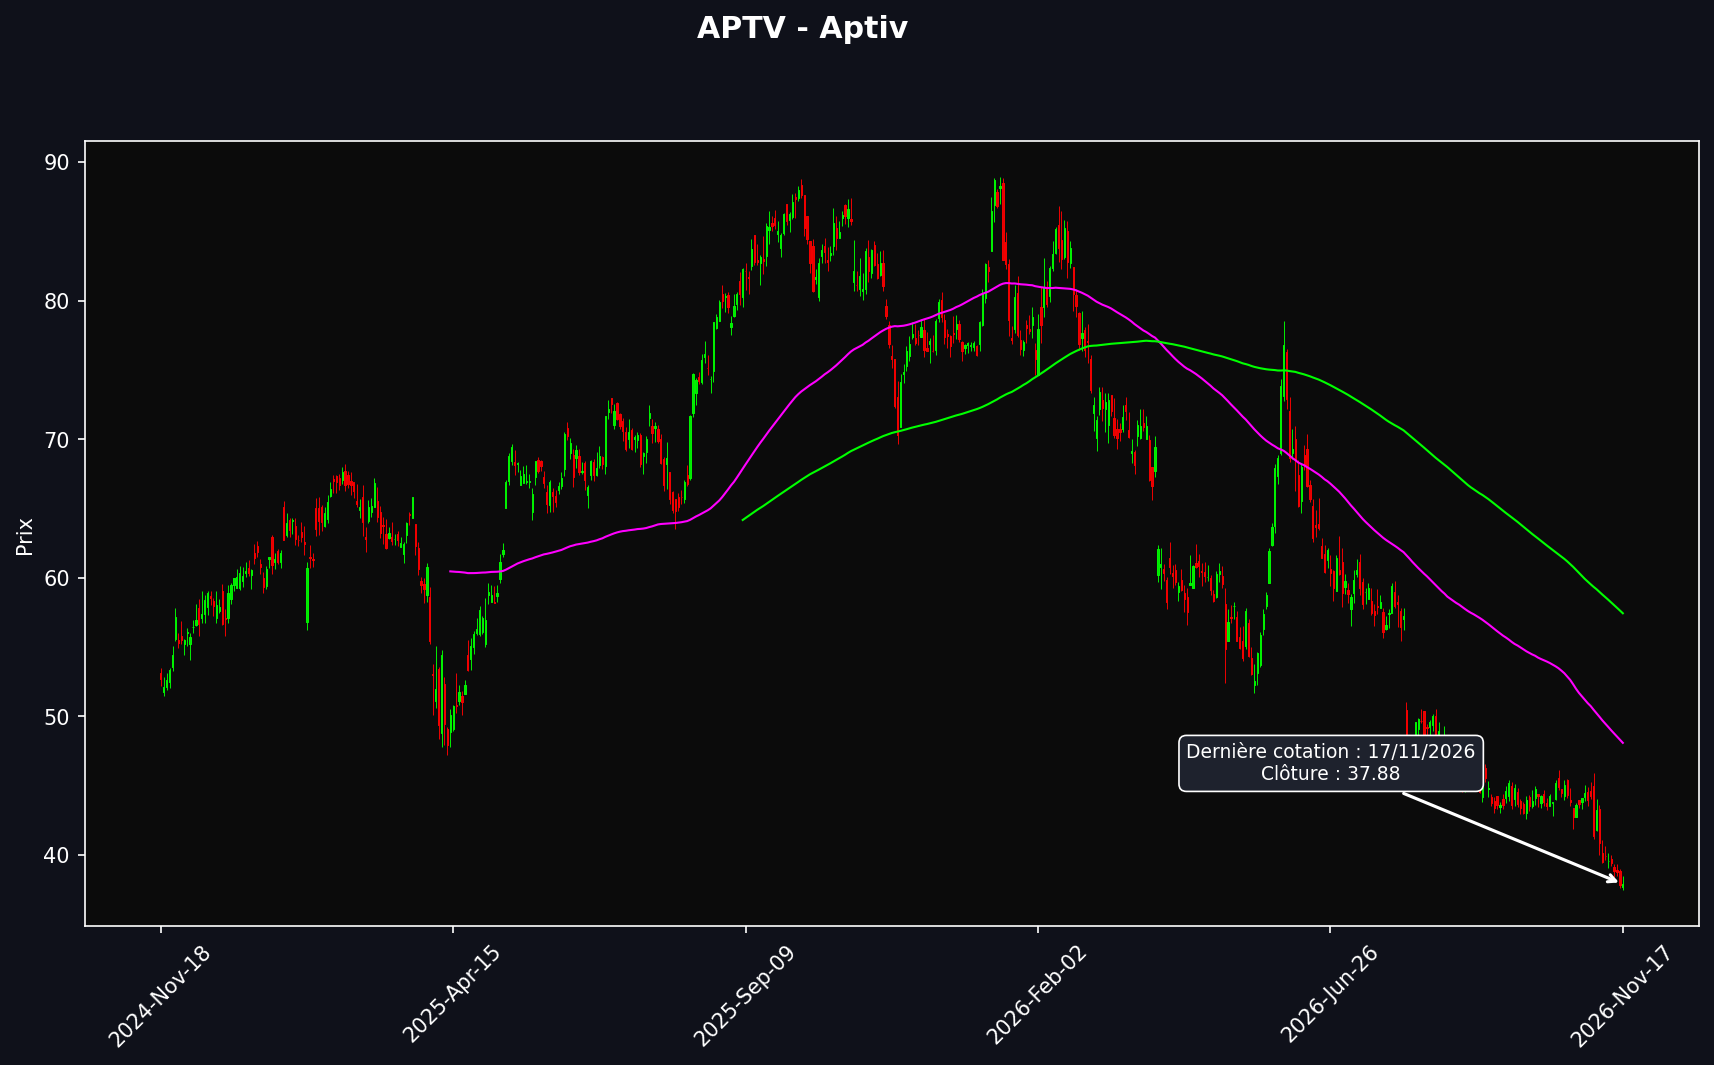 APTV - Aptiv
Prix
90
80
70
60
50
40
Dernière cotation : 17/11/2026
Clôture : 37.88
2024-Nov-18
2025-Apr-15
2025-Sep-09
2026-Feb-02
2026-Jun-26
2026-Nov-17